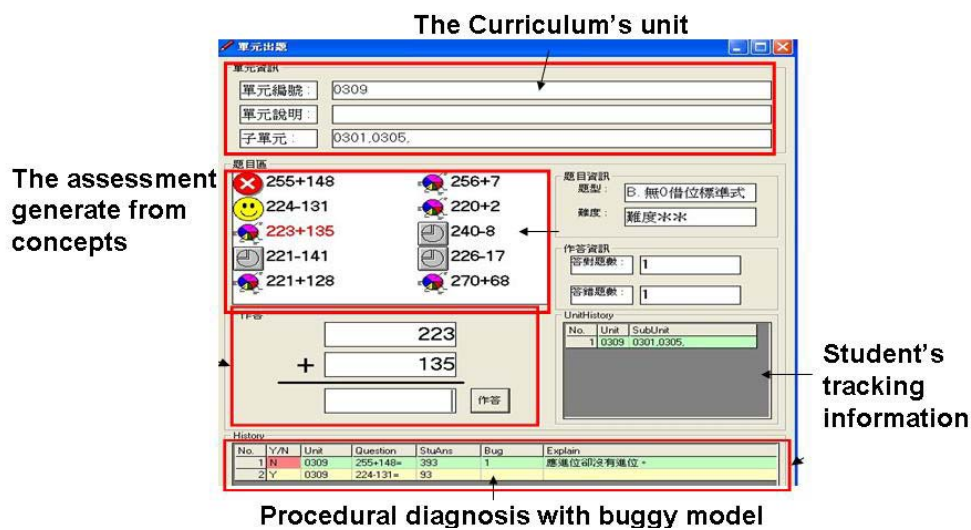 The Curriculum's unit
單元出題
單元資訊
單元編號： 0309
單元說明：
子單元： 0301,0305,
The assessment generate from concepts
題目區
255+148
256+7
224-131
220+2
223+135
240-8
221-141
226-17
221+128
270+68
題目資訊
題型： B. 無0借位標準式
難度： 難度**
作答資訊
答對題數： 1
答錯題數： 1
作答
223
+ 135
作答
UnitHistory
No. Unit SubUnit
1 0309 0301,0305,
Student's tracking information
History
No. Y/N Unit Question StuAns Bug Explain
1 N 0309 255+148= 393 1 應進位卻沒有進位。
2 Y 0309 224-131= 93
Procedural diagnosis with buggy model